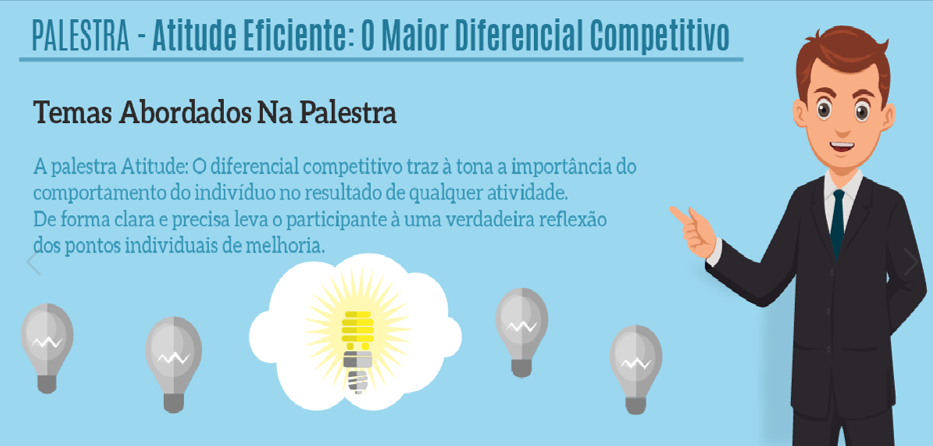 PALESTRA - Atitude Eficiente: O Maior Diferencial Competitivo
Temas Abordados Na Palestra
A palestra Atitude: O diferencial competitivo traz à tona a importância do
comportamento do indivíduo no resultado de qualquer atividade.
De forma clara e precisa leva o participante à uma verdadeira reflexão
dos pontos individuais de melhoria.